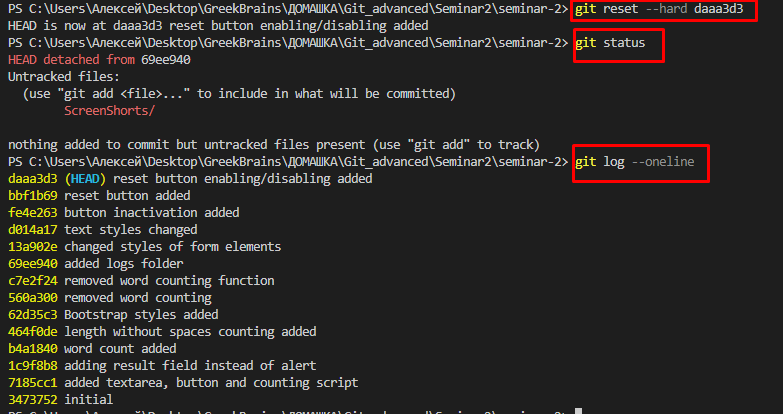 PS C:\Users\Алексей\Desktop\GreekBrains\ДОМАШКА\Git_advanced\Seminar2\seminar-2> git reset --hard daaa3d3
HEAD is now at daaa3d3 reset button enabling/disabling added
PS C:\Users\Алексей\Desktop\GreekBrains\ДОМАШКА\Git_advanced\Seminar2\seminar-2> git status
HEAD detached from 69ee940
Untracked files:
  (use "git add <file>..." to include in what will be committed)
        ScreenShorts/
nothing added to commit but untracked files present (use "git add" to track)
PS C:\Users\Алексей\Desktop\GreekBrains\ДОМАШКА\Git_advanced\Seminar2\seminar-2> git log --oneline
daaa3d3 (HEAD) reset button enabling/disabling added
bbf1b69 reset button added
fe4e263 button inactivation added
d014a17 text styles changed
13a902e changed styles of form elements
69ee940 added logs folder
c7e2f24 removed word counting function
560a300 removed word counting
62d35c3 Bootstrap styles added
464f0de length without spaces counting added
b4a1840 word count added
1c9f8b8 adding result field instead of alert
7185cc1 added textarea, button and counting script
3473752 initial